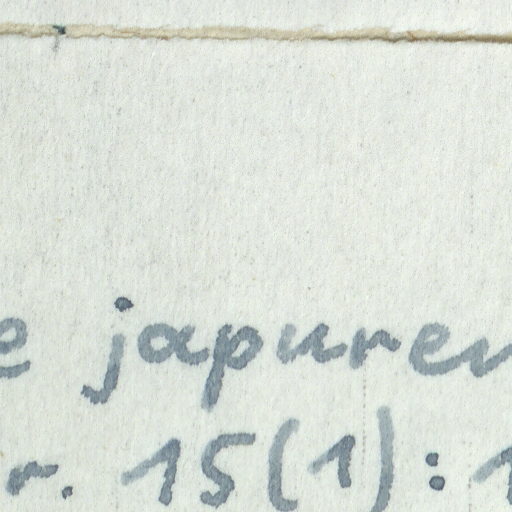 e japuren
r. 15(1): 1